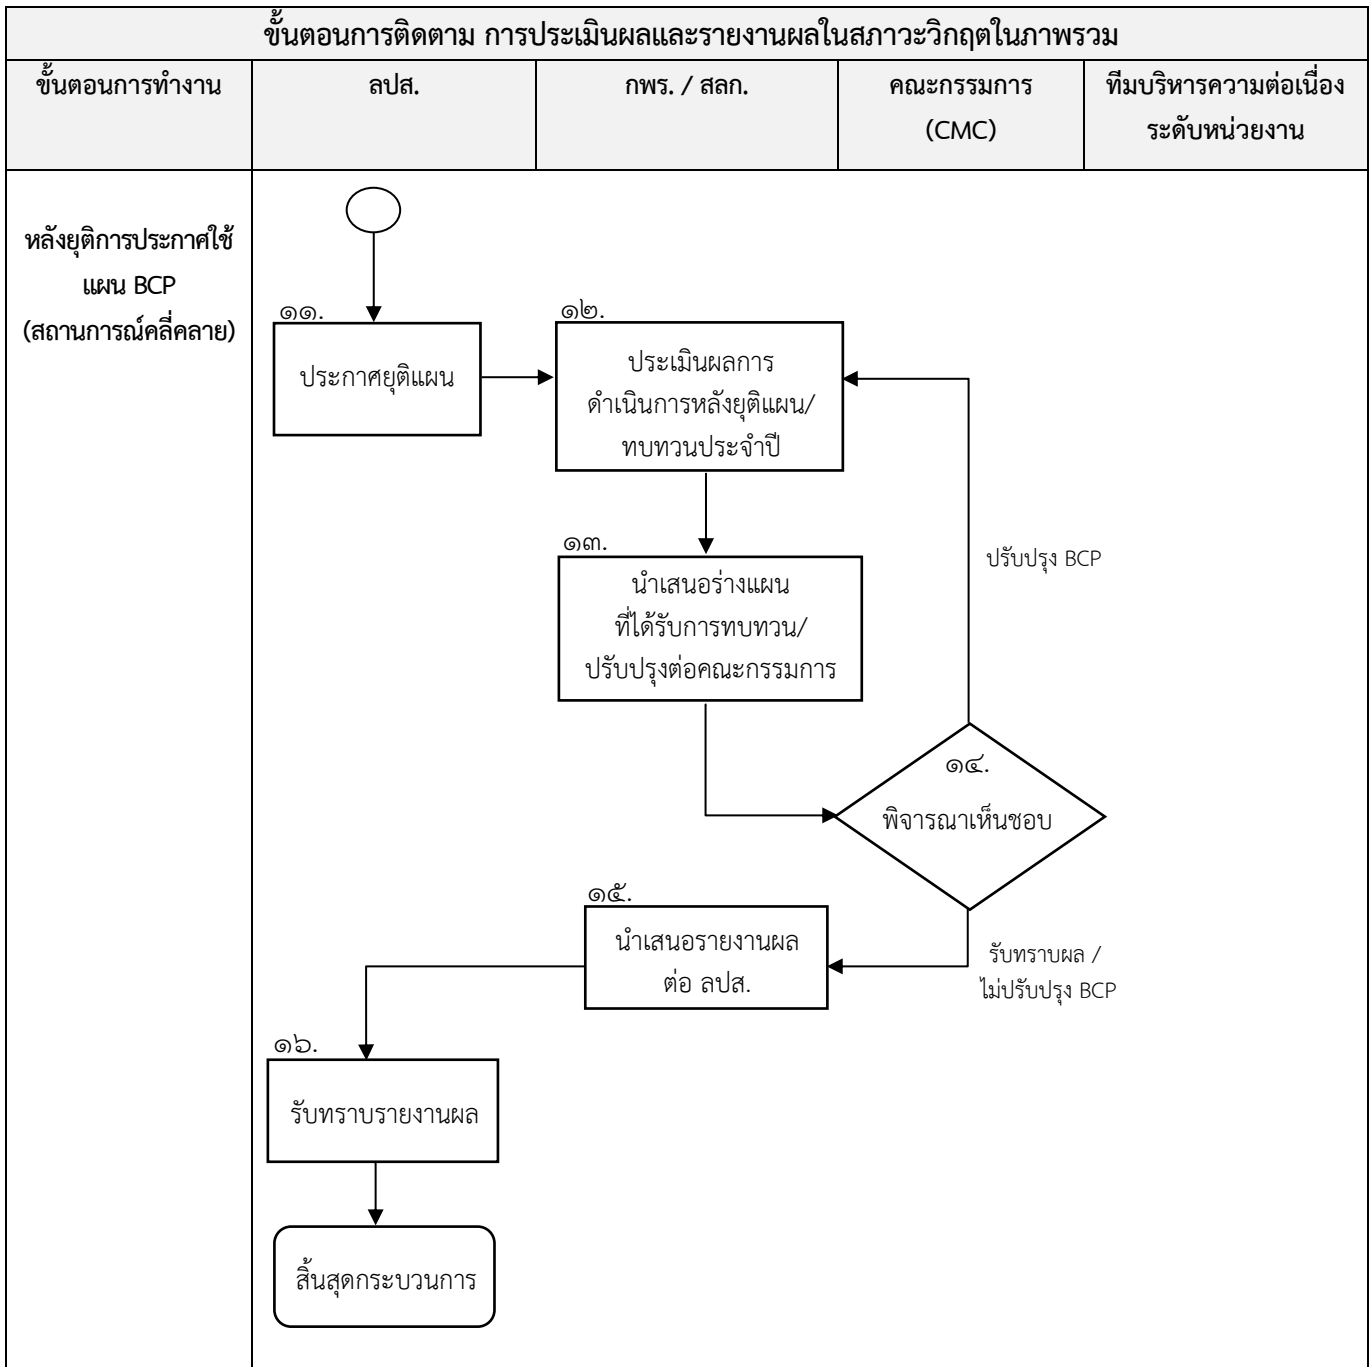 ขั้นตอนการติดตาม การประเมินผลและรายงานผลในสภาวะวิกฤตในภาพรวม
ขั้นตอนการทำงาน
ลปส.
กพร. / สลก.
คณะกรรมการ
(CMC)
ทีมบริหารความต่อเนื่อง
ระดับหน่วยงาน
หลังยุติการประกาศใช้
แผน BCP
(สถานการณ์คลี่คลาย)
๑๑.
ประกาศยุติแผน
๑๒.
ประเมินผลการ
ดำเนินการหลังยุติแผน/
ทบทวนประจำปี
๑๓.
นำเสนอร่างแผน
ที่ได้รับการทบทวน/
ปรับปรุงต่อคณะกรรมการ
ปรับปรุง BCP
๑๔.
พิจารณาเห็นชอบ
๑๕.
นำเสนอรายงานผล
ต่อ ลปส.
รับทราบผล /
ไม่ปรับปรุง BCP
๑๖.
รับทราบรายงานผล
สิ้นสุดกระบวนการ